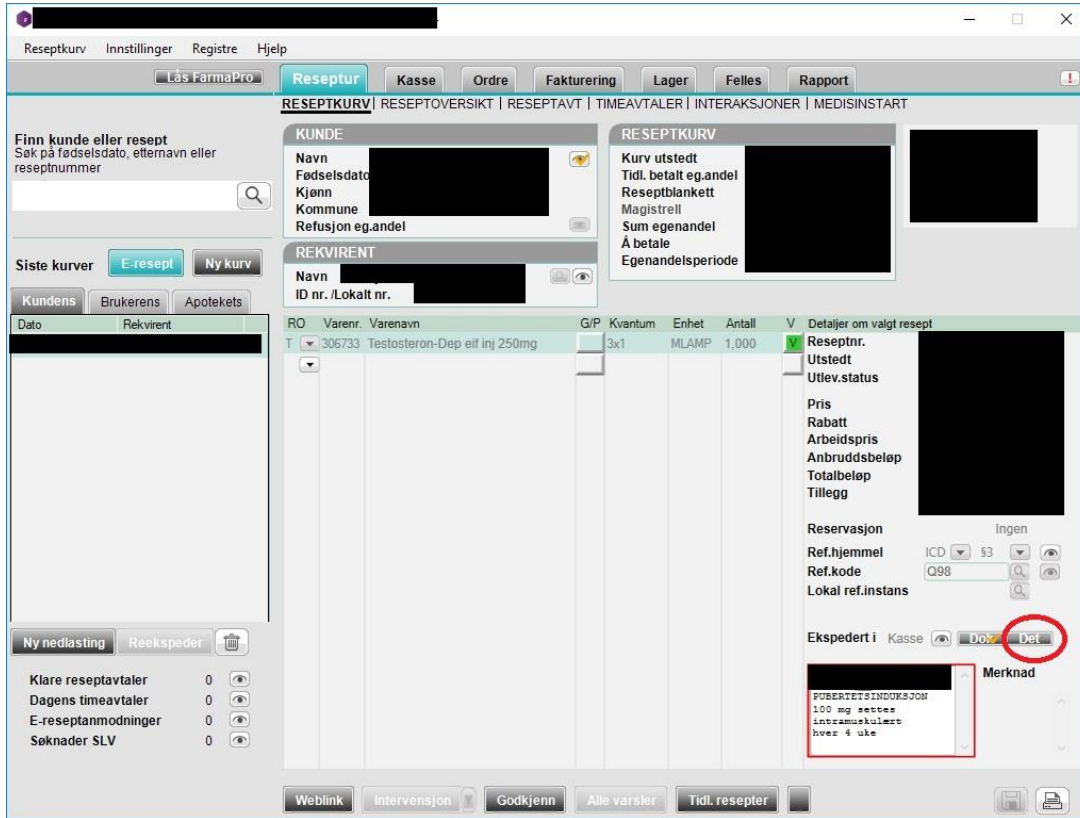 Reseptkurv Innstillinger Registre Hjelp
Lås FarmaPro
Reseptur Kasse Ordre Fakturering Lager Felles Rapport
RESEPTKURV | RESEPTOVERSIKT | RESEPTAVT | TIMEAVTALER | INTERAKSJONER | MEDISINSTART
Finn kunde eller resept
Søk på fødselsdato, etternavn eller
reseptnummer
Siste kurver E-resept Ny kurv
Kundens Brukerens Apotekets
Dato Rekvirent
Ny nedlasting Reekspeder
Klare reseptavtaler 0
Dagens timeavtaler 0
E-reseptanmodninger 0
Søknader SLV 0
KUNDE
Navn
Fødselsdato
Kjønn
Kommune
Refusjon eg.andel
REKVIRENT
Navn
ID nr. /Lokalt nr.
RESEPTKURV
Kurv utstedt
Tidl. betalt eg.andel
Reseptblankett
Magistrell
Sum egenandel
Å betale
Egenandelsperiode
RO Varenr. Varenavn G/P Kvantum Enhet Antall V
T 306733 Testosteron-Dep eif inj 250mg 3x1 MLAMP 1,000 V
Detaljer om valgt resept
Reseptnr.
Utstedt
Utlev.status
Pris
Rabatt
Arbeidspris
Anbruddsbeløp
Totalbeløp
Tillegg
Reservasjon Ingen
Ref.hjemmel ICD §3
Ref.kode Q98
Lokal ref.instans
Ekspedert i Kasse Dok Det
Merknad
PUBERTETSINDUKSJON
100 mg settes
intramuskulært
hver 4 uke
Weblink Intervensjon Godkjenn Alle varsler Tidl. resepter